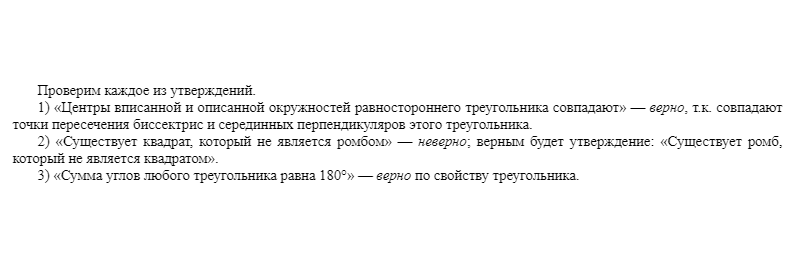 Проверим каждое из утверждений.
1) «Центры вписанной и описанной окружностей равностороннего треугольника совпадают» — верно, т.к. совпадают
точки пересечения биссектрис и серединных перпендикуляров этого треугольника.
2) «Существует квадрат, который не является ромбом» — неверно; верным будет утверждение: «Существует ромб,
который не является квадратом».
3) «Сумма углов любого треугольника равна 180°» — верно по свойству треугольника.